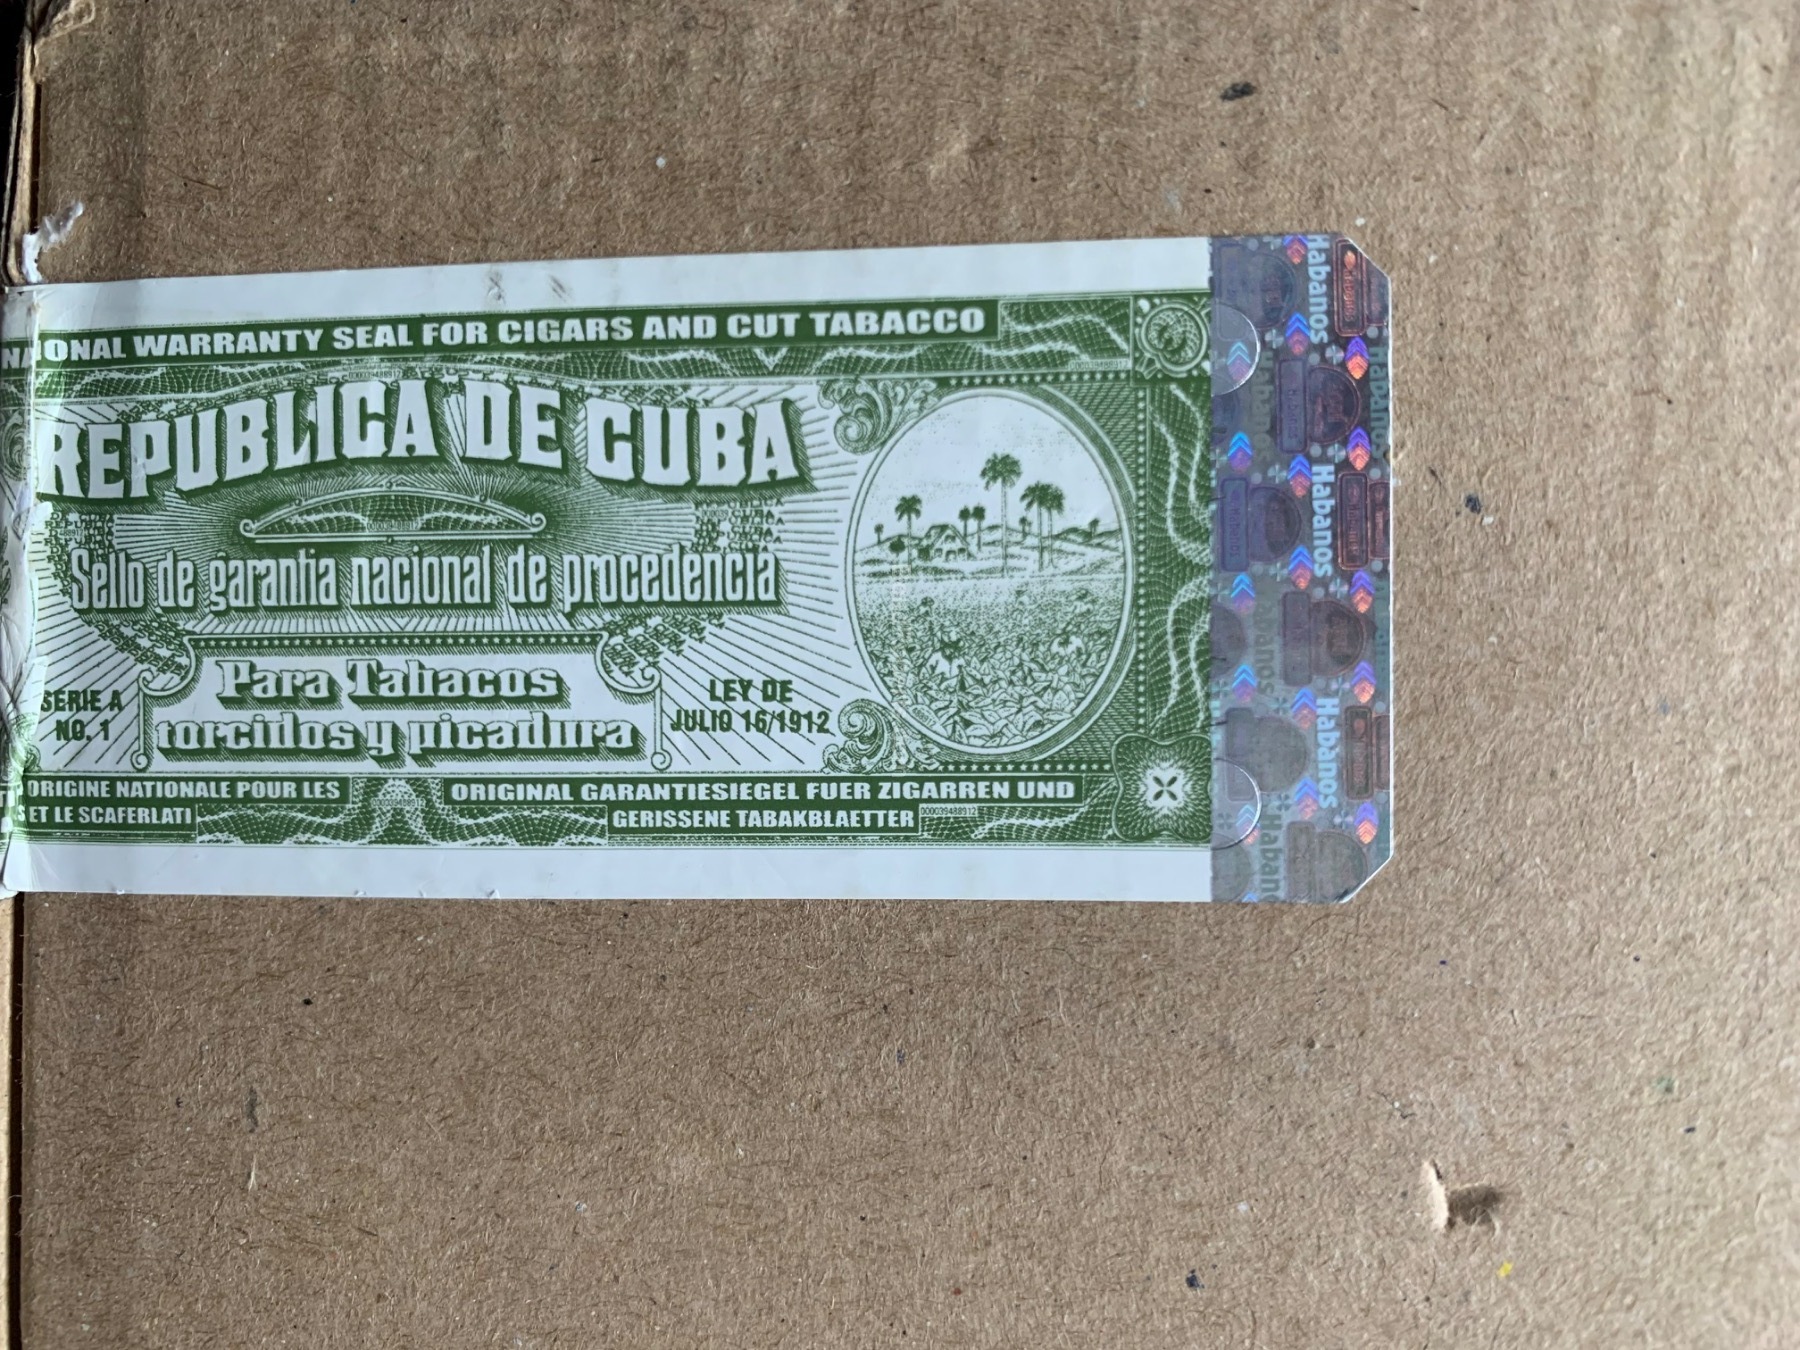 ONAL WARRANTY SEAL FOR CIGARS AND CUT TABACCO
REPUBLICA DE CUBA
Sello de garantia nacional de procedencia
Para Tabacos
torcidos y picadura
SERIE A
NO. 1
LEY DE
JULIO 16/1912
ORIGINE NATIONALE POUR LES
ET LE SCAFERLATI
ORIGINAL GARANTIESIEGEL FUER ZIGARREN UND
GERISSENE TABAKBLAETTER
000039488912
Habanos
Habanos
Habanos